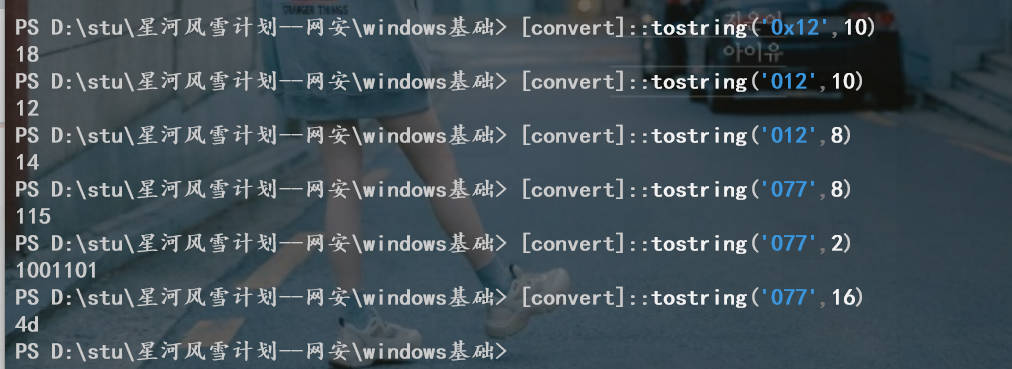 PS D:\stu\星河风雪计划--网安\windows基础> [convert]::tostring('0x12',10)
18
PS D:\stu\星河风雪计划--网安\windows基础> [convert]::tostring('012',10)
12
PS D:\stu\星河风雪计划--网安\windows基础> [convert]::tostring('012',8)
14
PS D:\stu\星河风雪计划--网安\windows基础> [convert]::tostring('077',8)
115
PS D:\stu\星河风雪计划--网安\windows基础> [convert]::tostring('077',2)
1001101
PS D:\stu\星河风雪计划--网安\windows基础> [convert]::tostring('077',16)
4d
PS D:\stu\星河风雪计划--网安\windows基础>
STRANGER THINGS
아이유